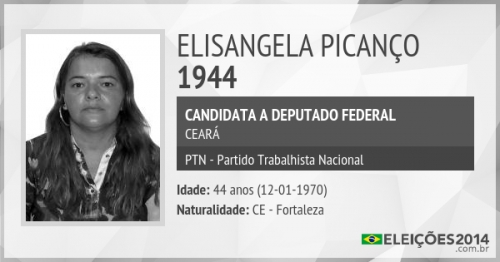 ELISANGELA PICANÇO
1944
CANDIDATA A DEPUTADO FEDERAL
CEARÁ
PTN - Partido Trabalhista Nacional
Idade: 44 anos (12-01-1970)
Naturalidade: CE - Fortaleza
ELEIÇÕES2014
.com.br